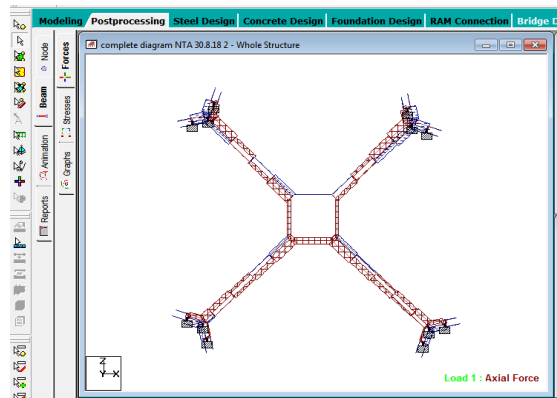 Modeling Postprocessing Steel Design Concrete Design Foundation Design RAM Connection Bridge D
complete diagram NTA 30.8.18 2 - Whole Structure
Node
Beam
Animation
Reports
Forces
Stresses
Graphs
Z
Y X
Load 1 : Axial Force